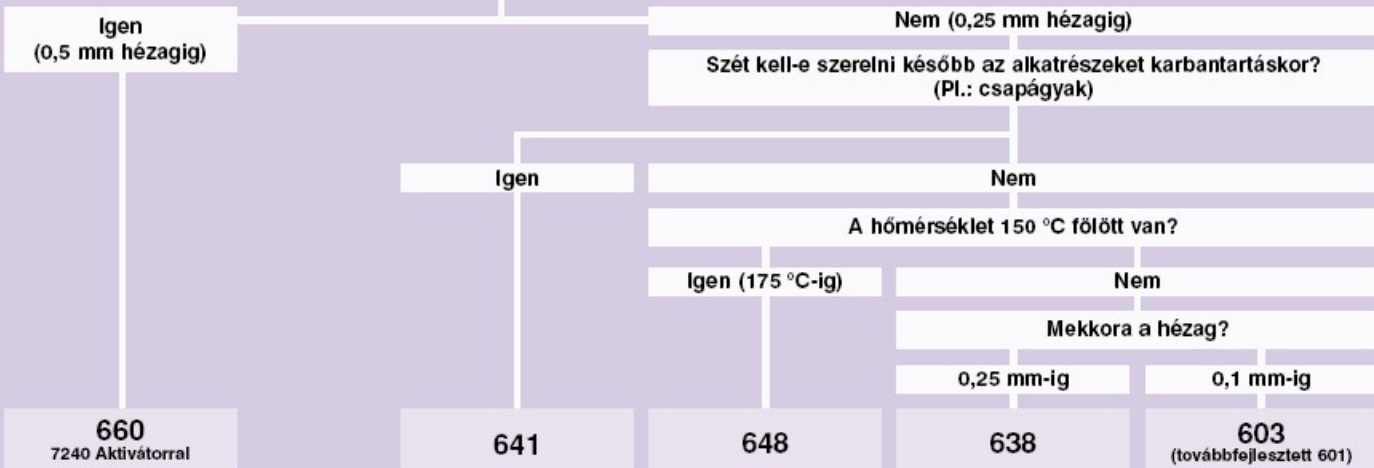 Igen
(0,5 mm hézagig)
Nem (0,25 mm hézagig)
Szét kell-e szerelni később az alkatrészeket karbantartáskor?
(Pl.: csapágyak)
Igen
Nem
A hőmérséklet 150 °C fölött van?
Igen (175 °C-ig)
Nem
Mekkora a hézag?
0,25 mm-ig
0,1 mm-ig
660
7240 Aktivátorral
641
648
638
603
(továbbfejlesztett 601)